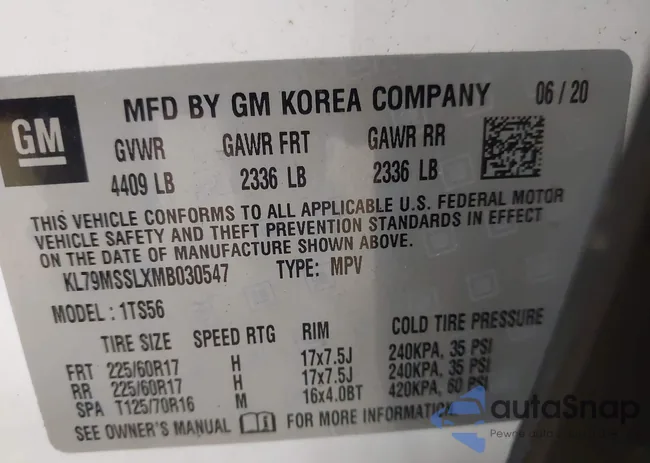 GM
MFD BY GM KOREA COMPANY 06/20
GVWR GAWR FRT GAWR RR
4409 LB 2336 LB 2336 LB
THIS VEHICLE CONFORMS TO ALL APPLICABLE U.S. FEDERAL MOTOR
VEHICLE SAFETY AND THEFT PREVENTION STANDARDS IN EFFECT
ON THE DATE OF MANUFACTURE SHOWN ABOVE.
KL79MSSLXMB030547 TYPE: MPV
MODEL: 1TS56
TIRE SIZE SPEED RTG RIM COLD TIRE PRESSURE
FRT 225/60R17 H 17x7.5J 240KPA, 35 PSI
RR 225/60R17 H 17x7.5J 240KPA, 35 PSI
SPA T125/70R16 M 16x4.0BT 420KPA, 60 PSI
SEE OWNER'S MANUAL FOR MORE INFORMATION.
autaSnap
Pewne auto